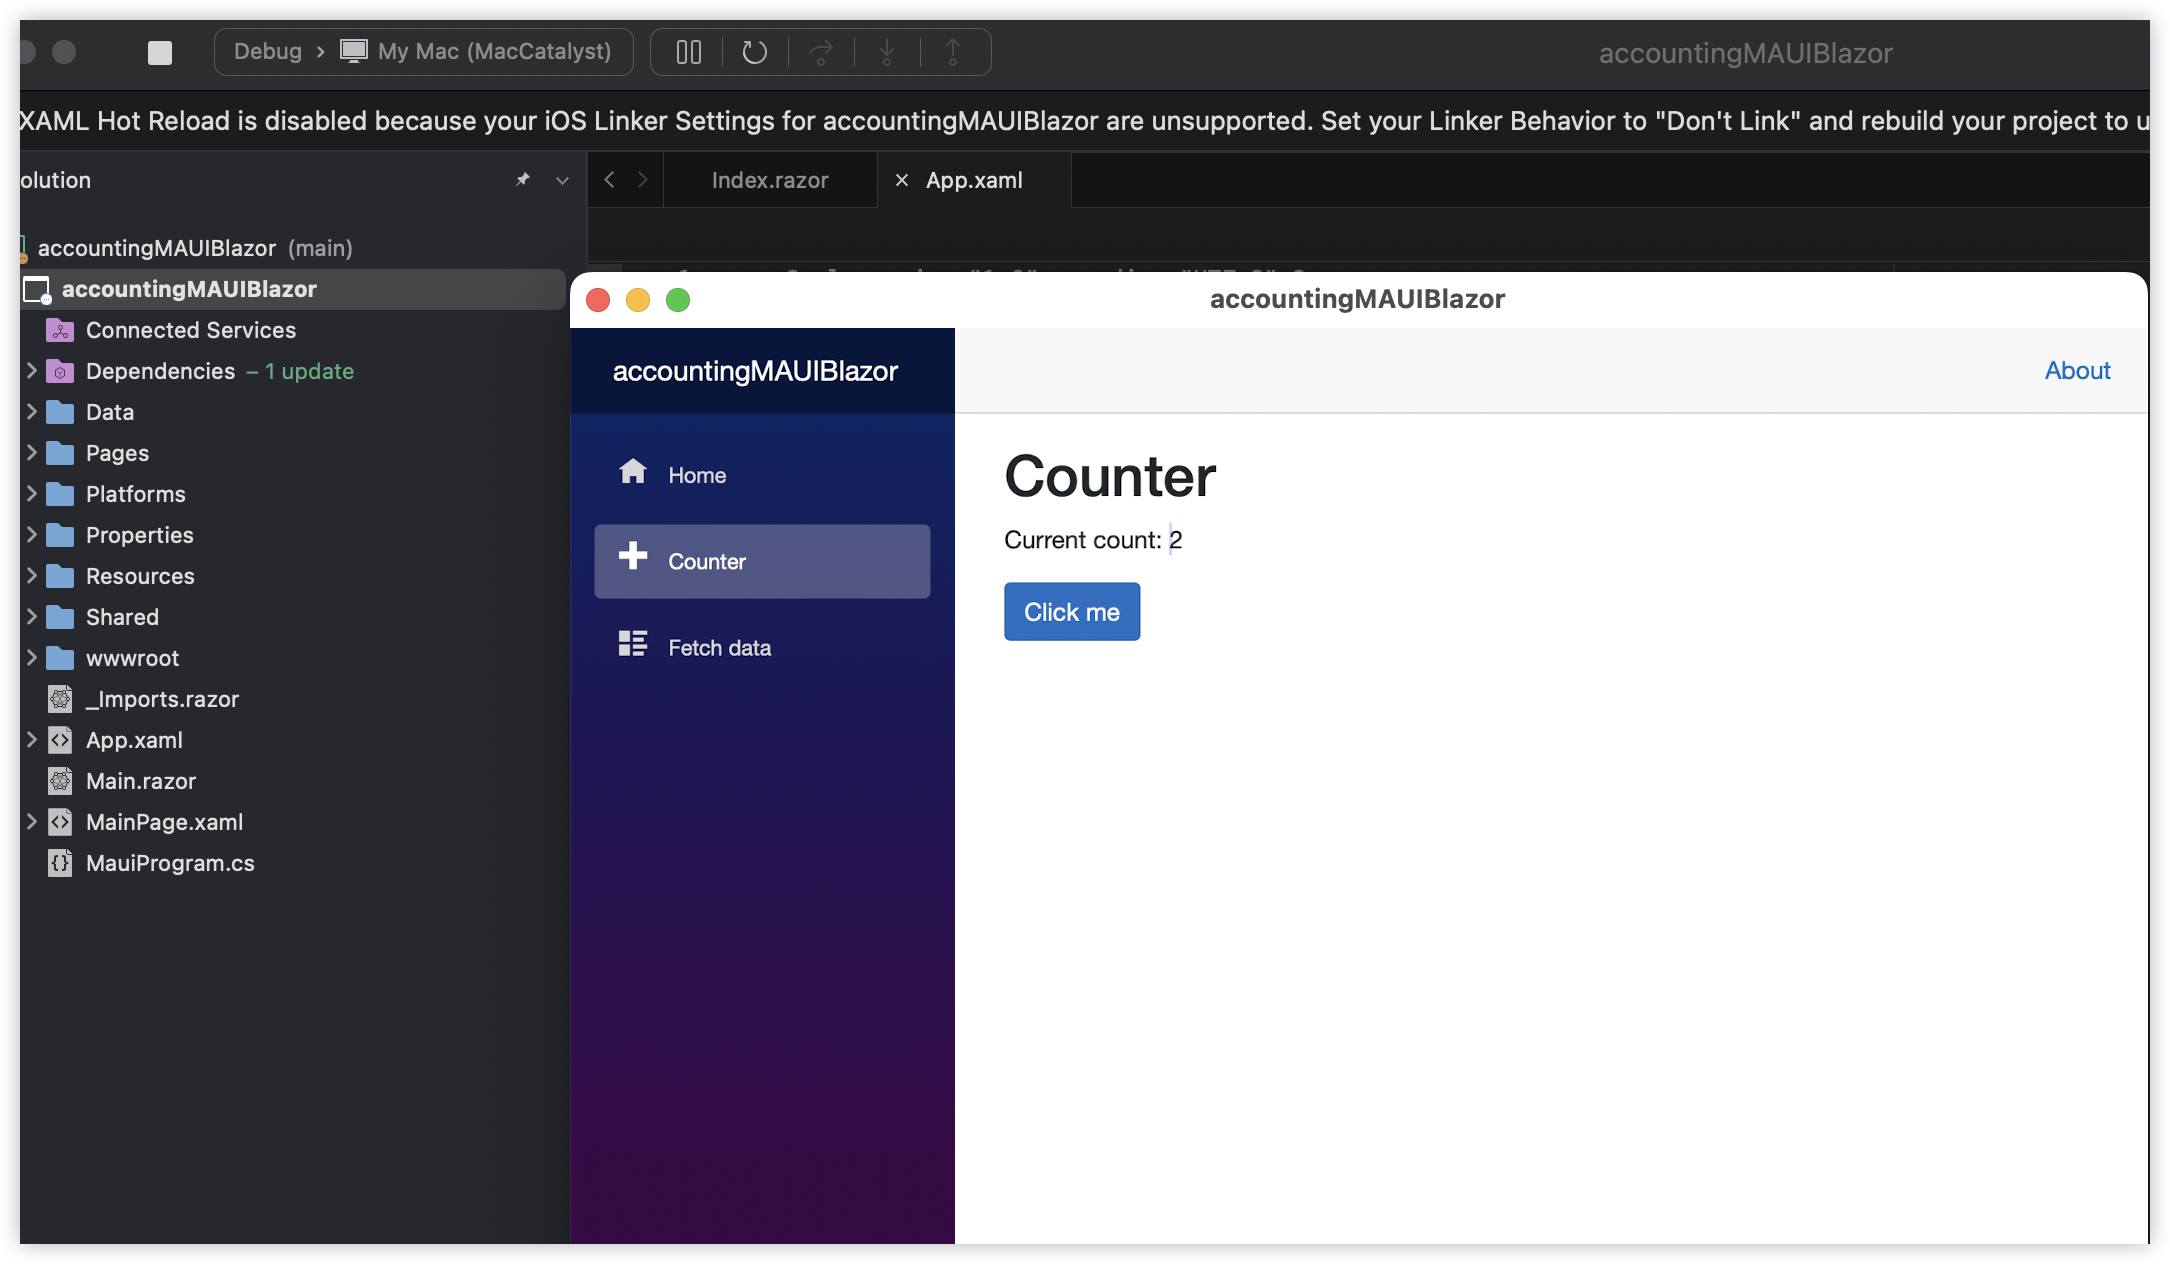 Debug > My Mac (MacCatalyst)
accountingMAUIBlazor
XAML Hot Reload is disabled because your iOS Linker Settings for accountingMAUIBlazor are unsupported. Set your Linker Behavior to "Don't Link" and rebuild your project to u
olution
Index.razor
App.xaml
accountingMAUIBlazor (main)
accountingMAUIBlazor
Connected Services
Dependencies – 1 update
Data
Pages
Platforms
Properties
Resources
Shared
wwwroot
_Imports.razor
App.xaml
Main.razor
MainPage.xaml
MauiProgram.cs
accountingMAUIBlazor
accountingMAUIBlazor
About
Home
Counter
Fetch data
Counter
Current count: 2
Click me